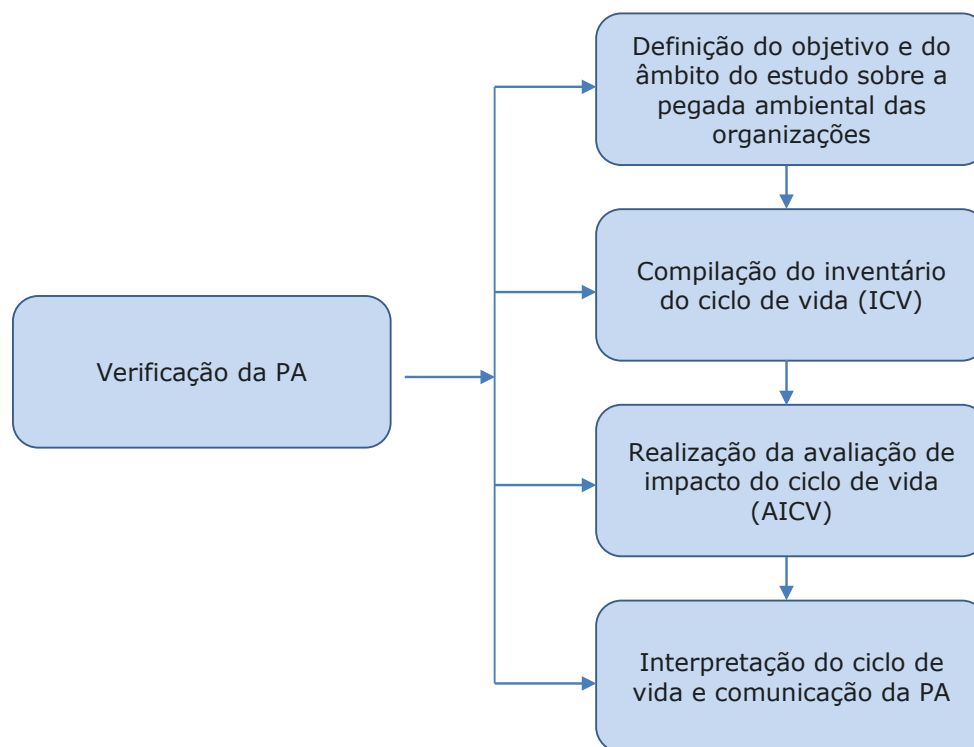 Definição do objetivo e do
âmbito do estudo sobre a
pegada ambiental das
organizações
Compilação do inventário
do ciclo de vida (ICV)
Verificação da PA
Realização da avaliação de
impacto do ciclo de vida
(AICV)
Interpretação do ciclo de
vida e comunicação da PA